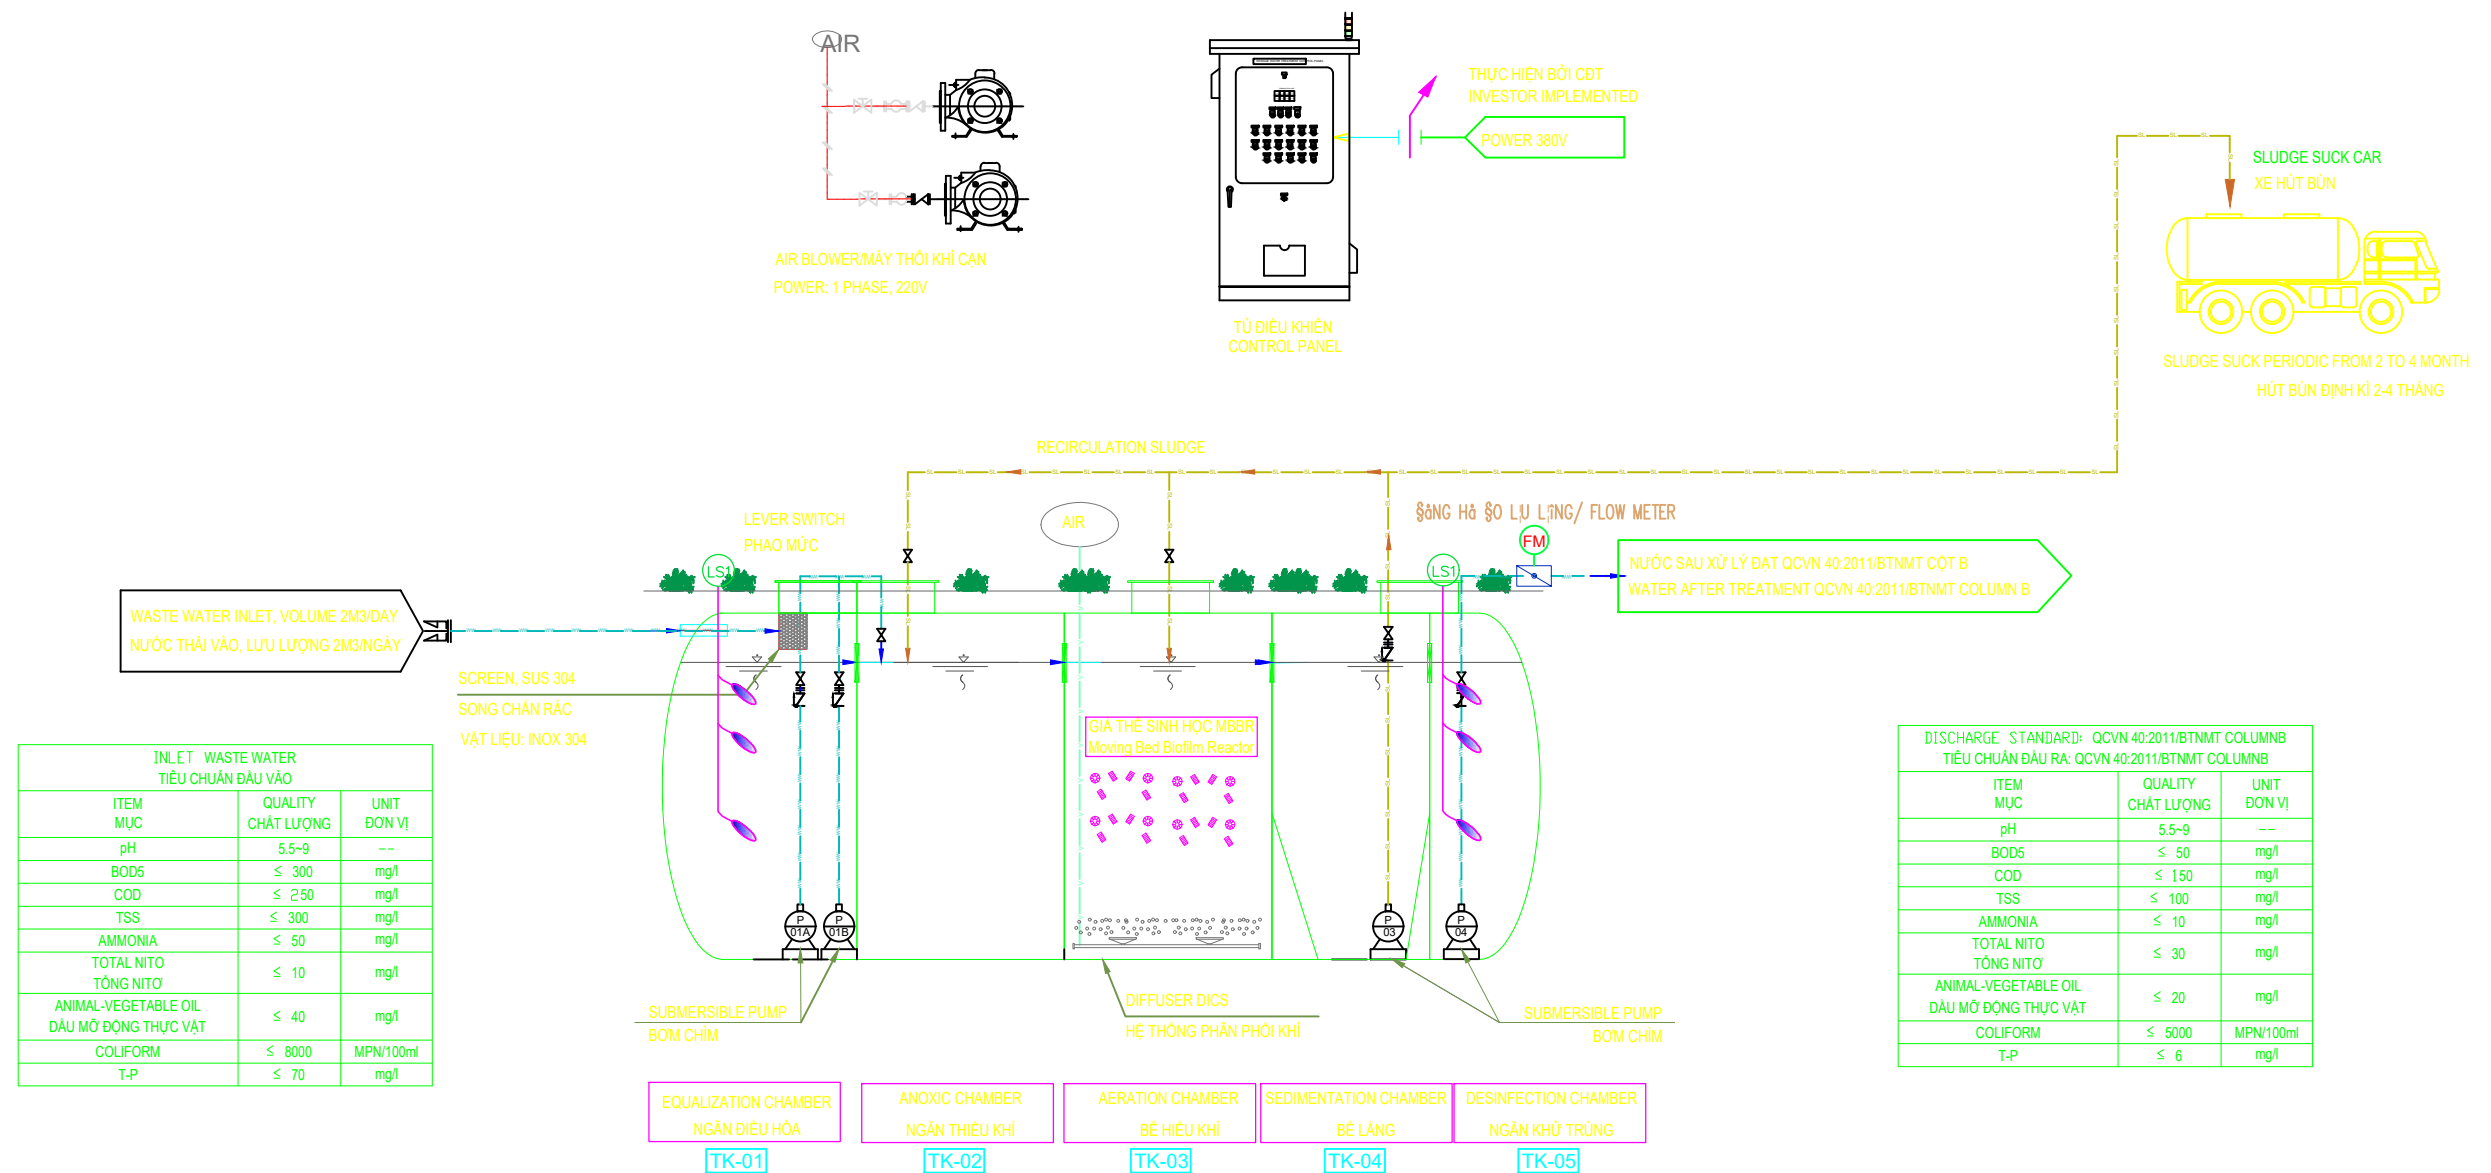 AIR
AIR BLOWER/MÁY THỔI KHÍ CẠN
POWER: 1 PHASE, 220V
TỦ ĐIỀU KHIỂN
CONTROL PANEL
THỰC HIỆN BỞI CĐT
INVESTOR IMPLEMENTED
POWER 380V
SLUDGE SUCK CAR
XE HÚT BÙN
SLUDGE SUCK PERIODIC FROM 2 TO 4 MONTH
HÚT BÙN ĐỊNH KÌ 2-4 THÁNG
RECIRCULATION SLUDGE
LEVER SWITCH
PHAO MỨC
AIR
§åNG Hå §O L¦U L¦îNG/ FLOW METER
FM
LS1
LS1
NƯỚC SAU XỬ LÝ ĐẠT QCVN 40:2011/BTNMT CỘT B
WATER AFTER TREATMENT QCVN 40:2011/BTNMT COLUMN B
WASTE WATER INLET, VOLUME 2M3/DAY
NƯỚC THẢI VÀO, LƯU LƯỢNG 2M3/NGÀY
SCREEN, SUS 304
SONG CHẮN RÁC
VẬT LIỆU: INOX 304
GIÁ THỂ SINH HỌC MBBR
Moving Bed Biofilm Reactor
P
01A
P
01B
P
03
P
04
SUBMERSIBLE PUMP
BƠM CHÌM
DIFFUSER DICS
HỆ THỐNG PHÂN PHỐI KHÍ
SUBMERSIBLE PUMP
BƠM CHÌM
INLET WASTE WATER
TIÊU CHUẨN ĐẦU VÀO
ITEM QUALITY UNIT
MỤC CHẤT LƯỢNG ĐƠN VỊ
pH 5.5~9 --
BOD5 ≤ 300 mg/l
COD ≤ 250 mg/l
TSS ≤ 300 mg/l
AMMONIA ≤ 50 mg/l
TOTAL NITO
TỔNG NITƠ ≤ 10 mg/l
ANIMAL-VEGETABLE OIL
DẦU MỠ ĐỘNG THỰC VẬT ≤ 40 mg/l
COLIFORM ≤ 8000 MPN/100ml
T-P ≤ 70 mg/l
DISCHARGE STANDARD: QCVN 40:2011/BTNMT COLUMNB
TIÊU CHUẨN ĐẦU RA: QCVN 40:2011/BTNMT COLUMNB
ITEM QUALITY UNIT
MỤC CHẤT LƯỢNG ĐƠN VỊ
pH 5.5~9 --
BOD5 ≤ 50 mg/l
COD ≤ 150 mg/l
TSS ≤ 100 mg/l
AMMONIA ≤ 10 mg/l
TOTAL NITO
TỔNG NITƠ ≤ 30 mg/l
ANIMAL-VEGETABLE OIL
DẦU MỠ ĐỘNG THỰC VẬT ≤ 20 mg/l
COLIFORM ≤ 5000 MPN/100ml
T-P ≤ 6 mg/l
EQUALIZATION CHAMBER
NGĂN ĐIỀU HÒA
TK-01
ANOXIC CHAMBER
NGĂN THIẾU KHÍ
TK-02
AERATION CHAMBER
BỂ HIẾU KHÍ
TK-03
SEDIMENTATION CHAMBER
BỂ LẮNG
TK-04
DESINFECTION CHAMBER
NGĂN KHỬ TRÙNG
TK-05